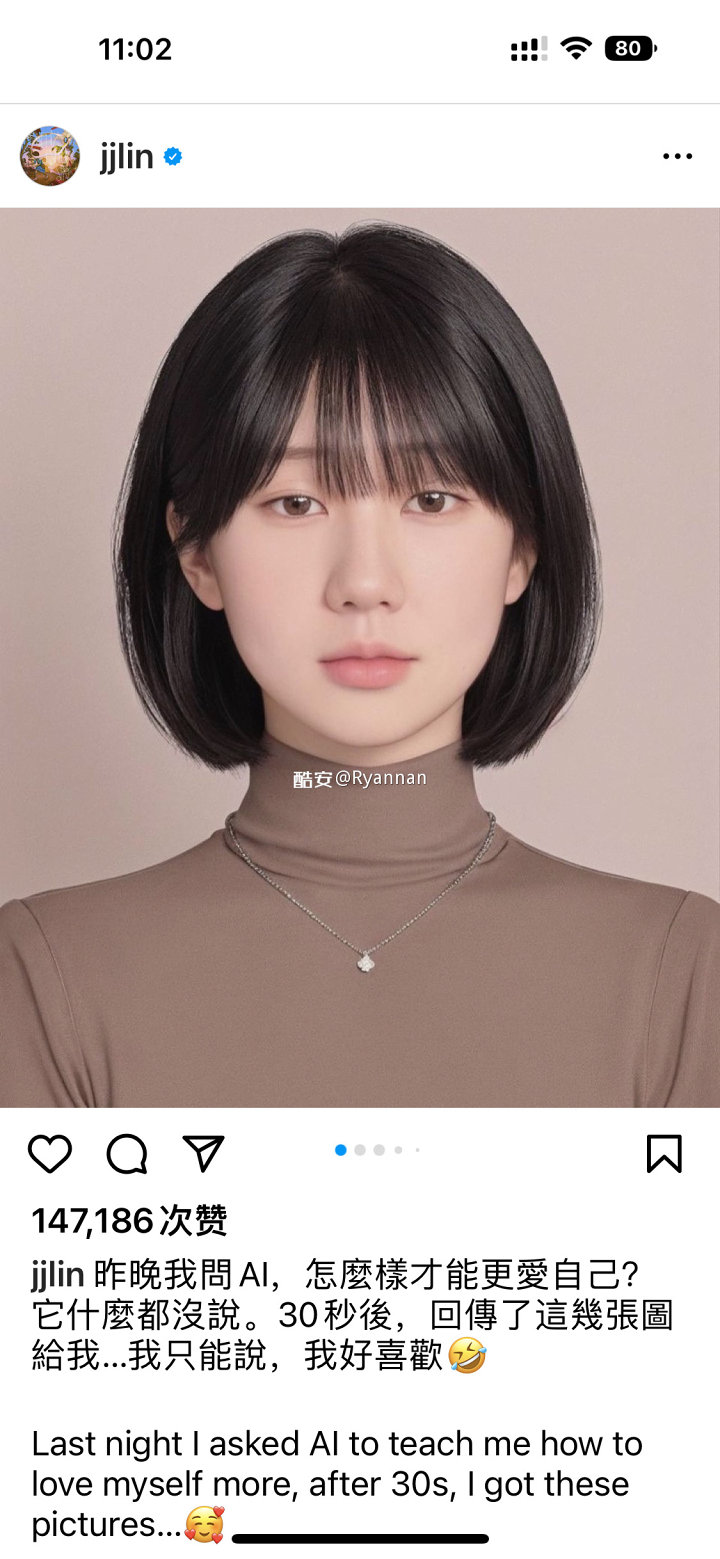 11:02
80
jjlin
酷安@Ryannan
147,186次赞
jjlin 昨晚我問AI，怎麼樣才能更愛自己?
它什麼都沒說。30秒後，回傳了這幾張圖
給我...我只能說，我好喜歡🤣
Last night I asked AI to teach me how to
love myself more, after 30s, I got these
pictures...🥰